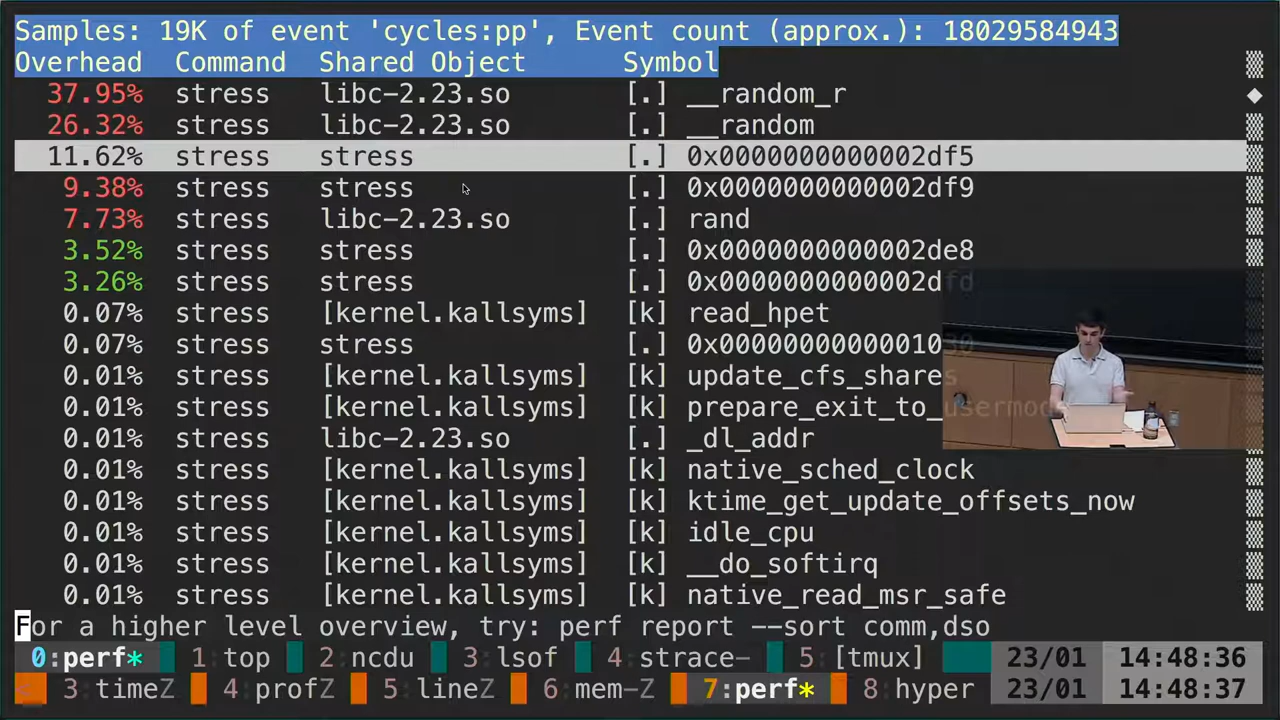 Samples: 19K of event 'cycles:pp', Event count (approx.): 18029584943
Overhead  Command  Shared Object      Symbol
37.95%  stress  libc-2.23.so  [.] __random_r
26.32%  stress  libc-2.23.so  [.] __random
11.62%  stress  stress  [.] 0x0000000000002df5
9.38%  stress  stress  [.] 0x0000000000002df9
7.73%  stress  libc-2.23.so  [.] rand
3.52%  stress  stress  [.] 0x0000000000002de8
3.26%  stress  stress  [.] 0x0000000000002dfd
0.07%  stress  [kernel.kallsyms]  [k] read_hpet
0.07%  stress  stress  [.] 0x0000000000001030
0.01%  stress  [kernel.kallsyms]  [k] update_cfs_shares
0.01%  stress  [kernel.kallsyms]  [k] prepare_exit_to_usermode
0.01%  stress  libc-2.23.so  [.] _dl_addr
0.01%  stress  [kernel.kallsyms]  [k] native_sched_clock
0.01%  stress  [kernel.kallsyms]  [k] ktime_get_update_offsets_now
0.01%  stress  [kernel.kallsyms]  [k] idle_cpu
0.01%  stress  [kernel.kallsyms]  [k] __do_softirq
0.01%  stress  [kernel.kallsyms]  [k] native_read_msr_safe
For a higher level overview, try: perf report --sort comm,dso
0:perf*  1:top  2:ncdu  3:lsof  4:strace-  5:[tmux]  23/01  14:48:36
< 3:timeZ  4:profZ  5:lineZ  6:mem-Z  7:perf*  8:hyper  23/01  14:48:37